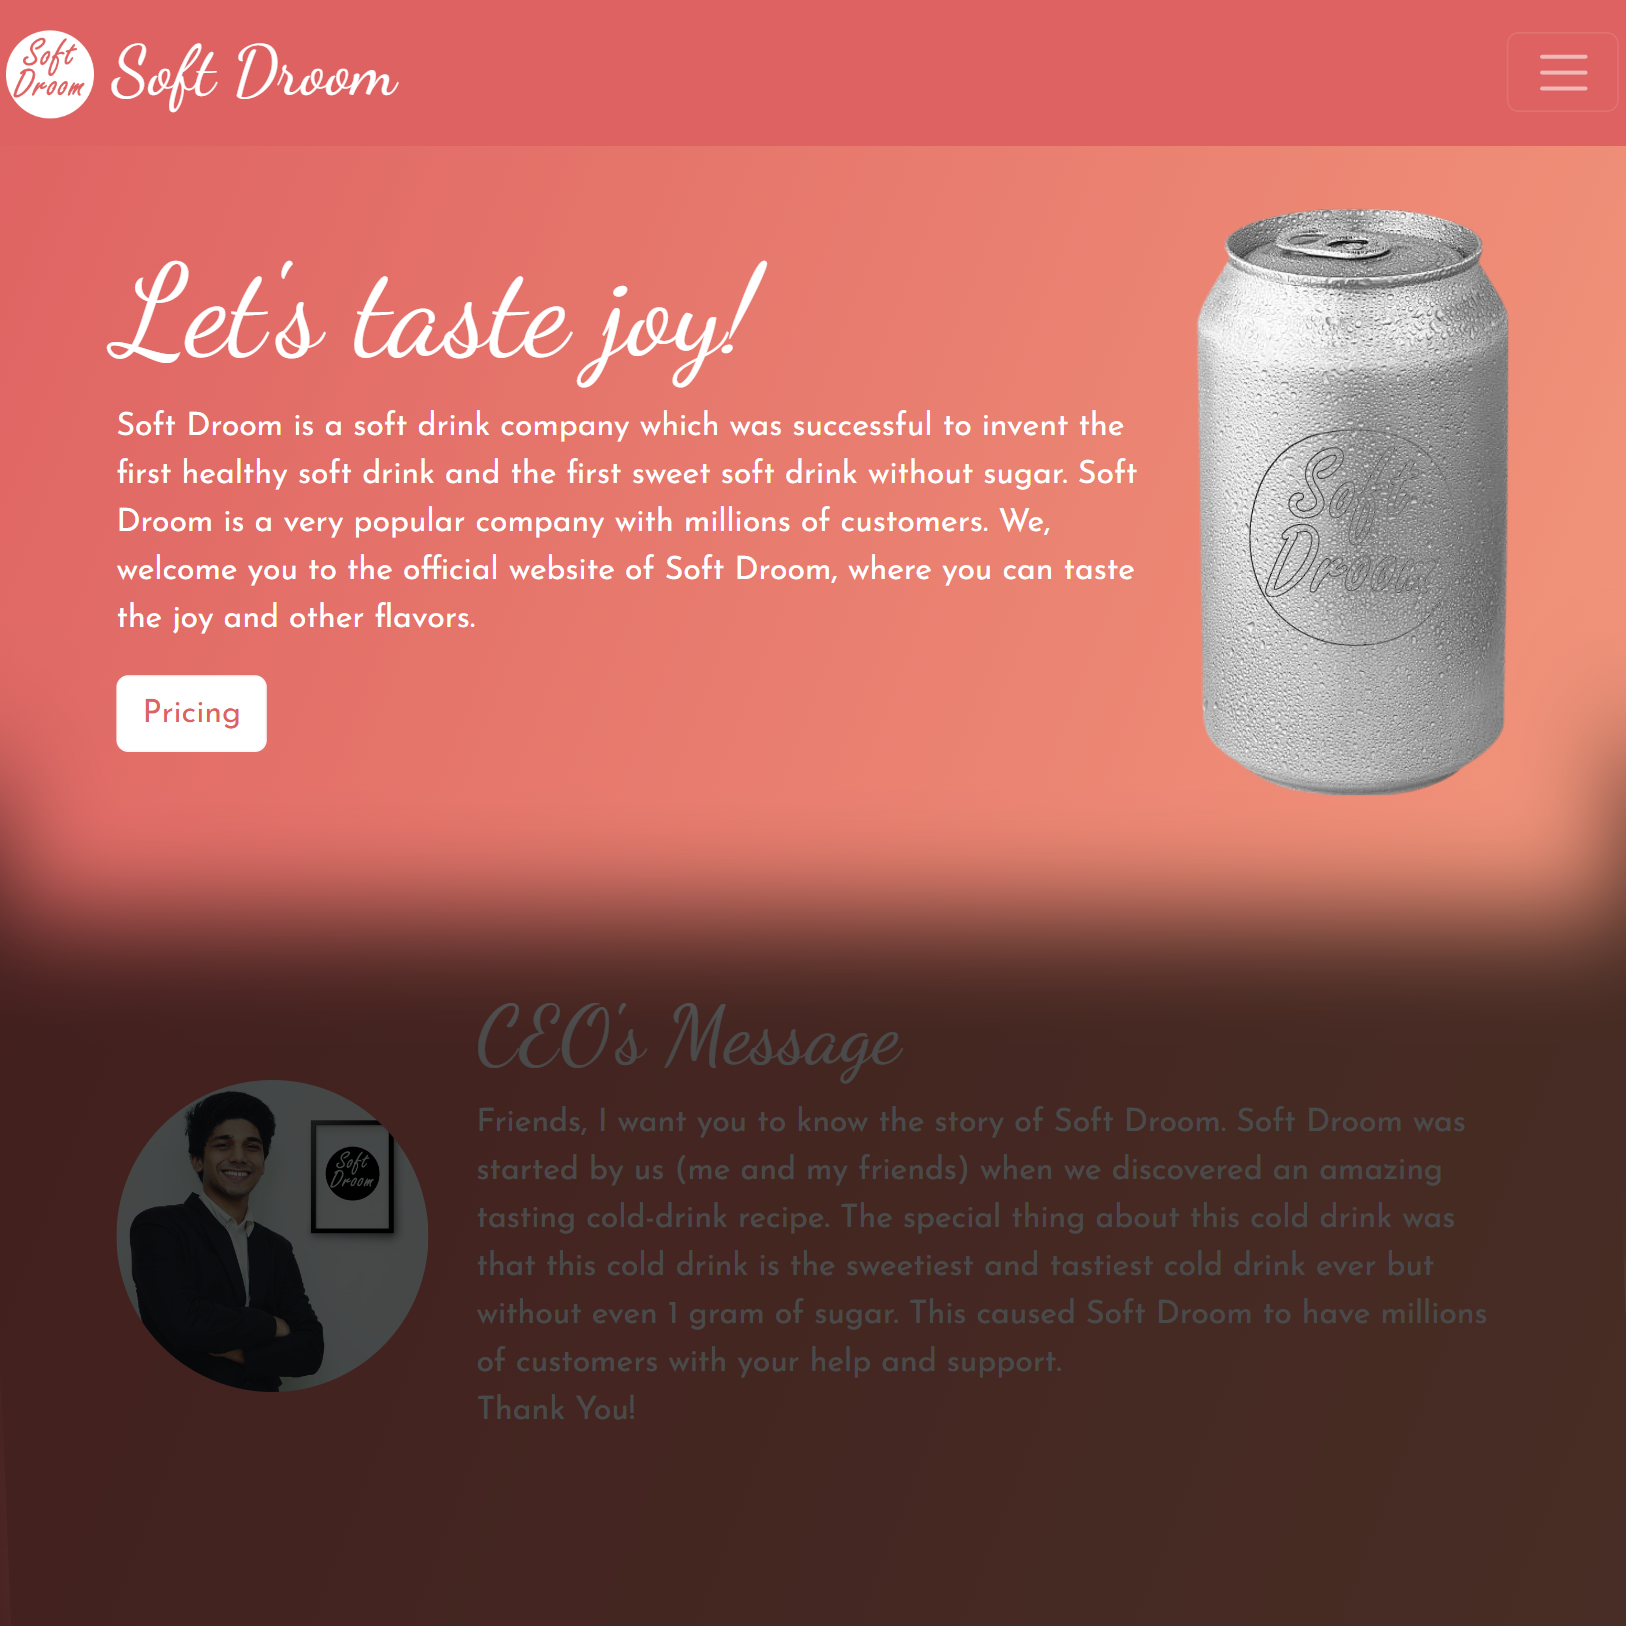 Soft
Droom
Soft Droom
Let's taste joy!
Soft Droom is a soft drink company which was successful to invent the
first healthy soft drink and the first sweet soft drink without sugar. Soft
Droom is a very popular company with millions of customers. We,
welcome you to the official website of Soft Droom, where you can taste
the joy and other flavors.
Pricing
Soft
Droom
CEO's Message
Friends, I want you to know the story of Soft Droom. Soft Droom was
started by us (me and my friends) when we discovered an amazing
tasting cold-drink recipe. The special thing about this cold drink was
that this cold drink is the sweetiest and tastiest cold drink ever but
without even 1 gram of sugar. This caused Soft Droom to have millions
of customers with your help and support.
Thank You!
Soft
Droom